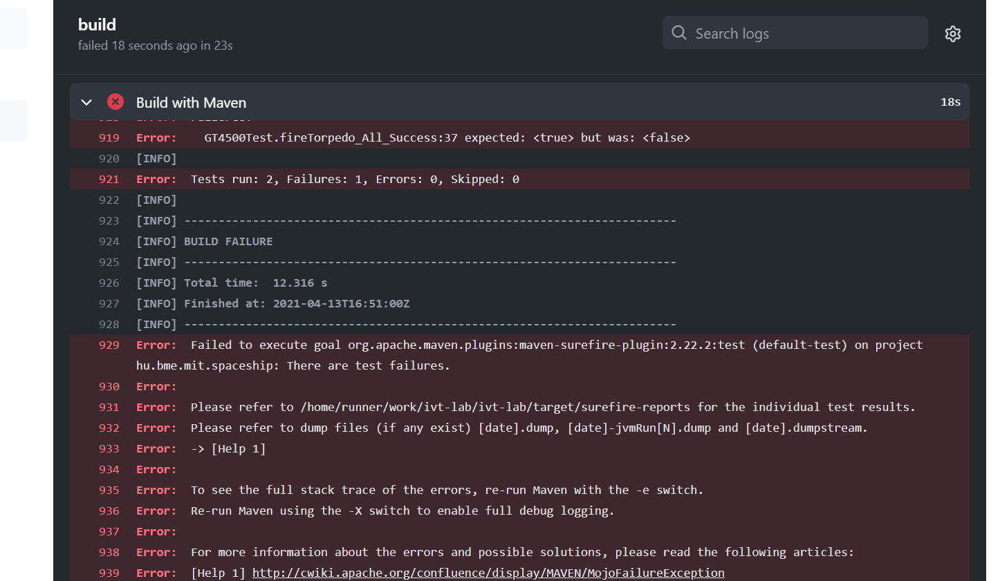 build
failed 18 seconds ago in 23s
Search logs
Build with Maven
18s
919 Error:    GT4500Test.fireTorpedo_All_Success:37 expected: <true> but was: <false>
920 [INFO]
921 Error:  Tests run: 2, Failures: 1, Errors: 0, Skipped: 0
922 [INFO]
923 [INFO] ------------------------------------------------------------------------
924 [INFO] BUILD FAILURE
925 [INFO] ------------------------------------------------------------------------
926 [INFO] Total time:  12.316 s
927 [INFO] Finished at: 2021-04-13T16:51:00Z
928 [INFO] ------------------------------------------------------------------------
929 Error:  Failed to execute goal org.apache.maven.plugins:maven-surefire-plugin:2.22.2:test (default-test) on project
hu.bme.mit.spaceship: There are test failures.
930 Error:
931 Error:  Please refer to /home/runner/work/ivt-lab/ivt-lab/target/surefire-reports for the individual test results.
932 Error:  Please refer to dump files (if any exist) [date].dump, [date]-jvmRun[N].dump and [date].dumpstream.
933 Error:  -> [Help 1]
934 Error:
935 Error:  To see the full stack trace of the errors, re-run Maven with the -e switch.
936 Error:  Re-run Maven using the -X switch to enable full debug logging.
937 Error:
938 Error:  For more information about the errors and possible solutions, please read the following articles:
939 Error:  [Help 1] http://cwiki.apache.org/confluence/display/MAVEN/MojoFailureException